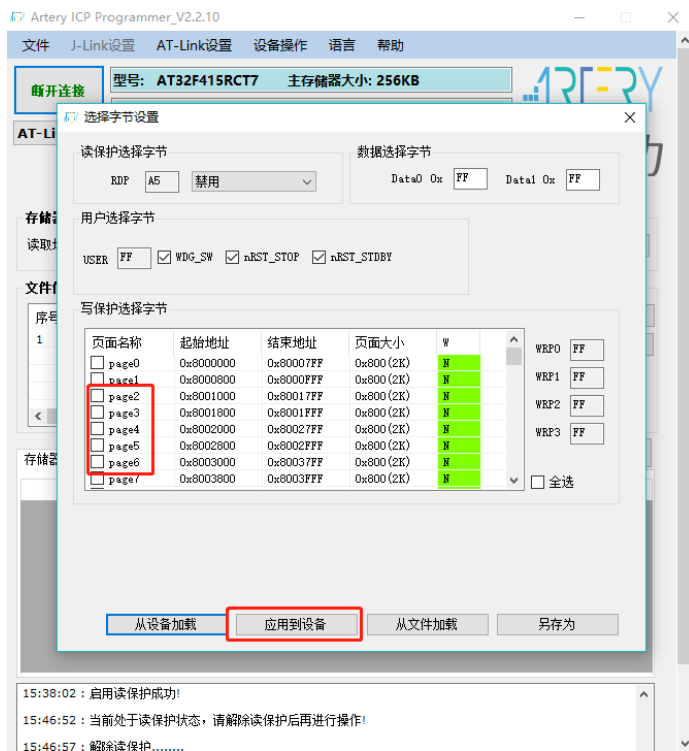 Artery ICP Programmer_V2.2.10
文件 J-Link设置 AT-Link设置 设备操作 语言 帮助
断开连接 型号: AT32F415RCT7 主存储器大小: 256KB
选择字节设置
AT-Li
读保护选择字节 数据选择字节
RDP A5 禁用 Data0 0x FF Data1 0x FF
存储
用户选择字节
读取
USER FF WDG_SW nRST_STOP nRST_STDBY
文件
写保护选择字节
序号
页面名称 起始地址 结束地址 页面大小 W
1
page0 0x8000000 0x80007FF 0x800(2K) N WRP0 FF
page1 0x8000800 0x8000FFF 0x800(2K) N
page2 0x8001000 0x80017FF 0x800(2K) N WRP1 FF
page3 0x8001800 0x8001FFF 0x800(2K) N WRP2 FF
page4 0x8002000 0x80027FF 0x800(2K) N
page5 0x8002800 0x8002FFF 0x800(2K) N WRP3 FF
page6 0x8003000 0x80037FF 0x800(2K) N
存储器
page7 0x8003800 0x8003FFF 0x800(2K) N 全选
从设备加载 应用到设备 从文件加载 另存为
15:38:02 : 启用读保护成功!
15:46:52 : 当前处于读保护状态，请解除读保护后再进行操作!
15:46:57 : 解除读保护........